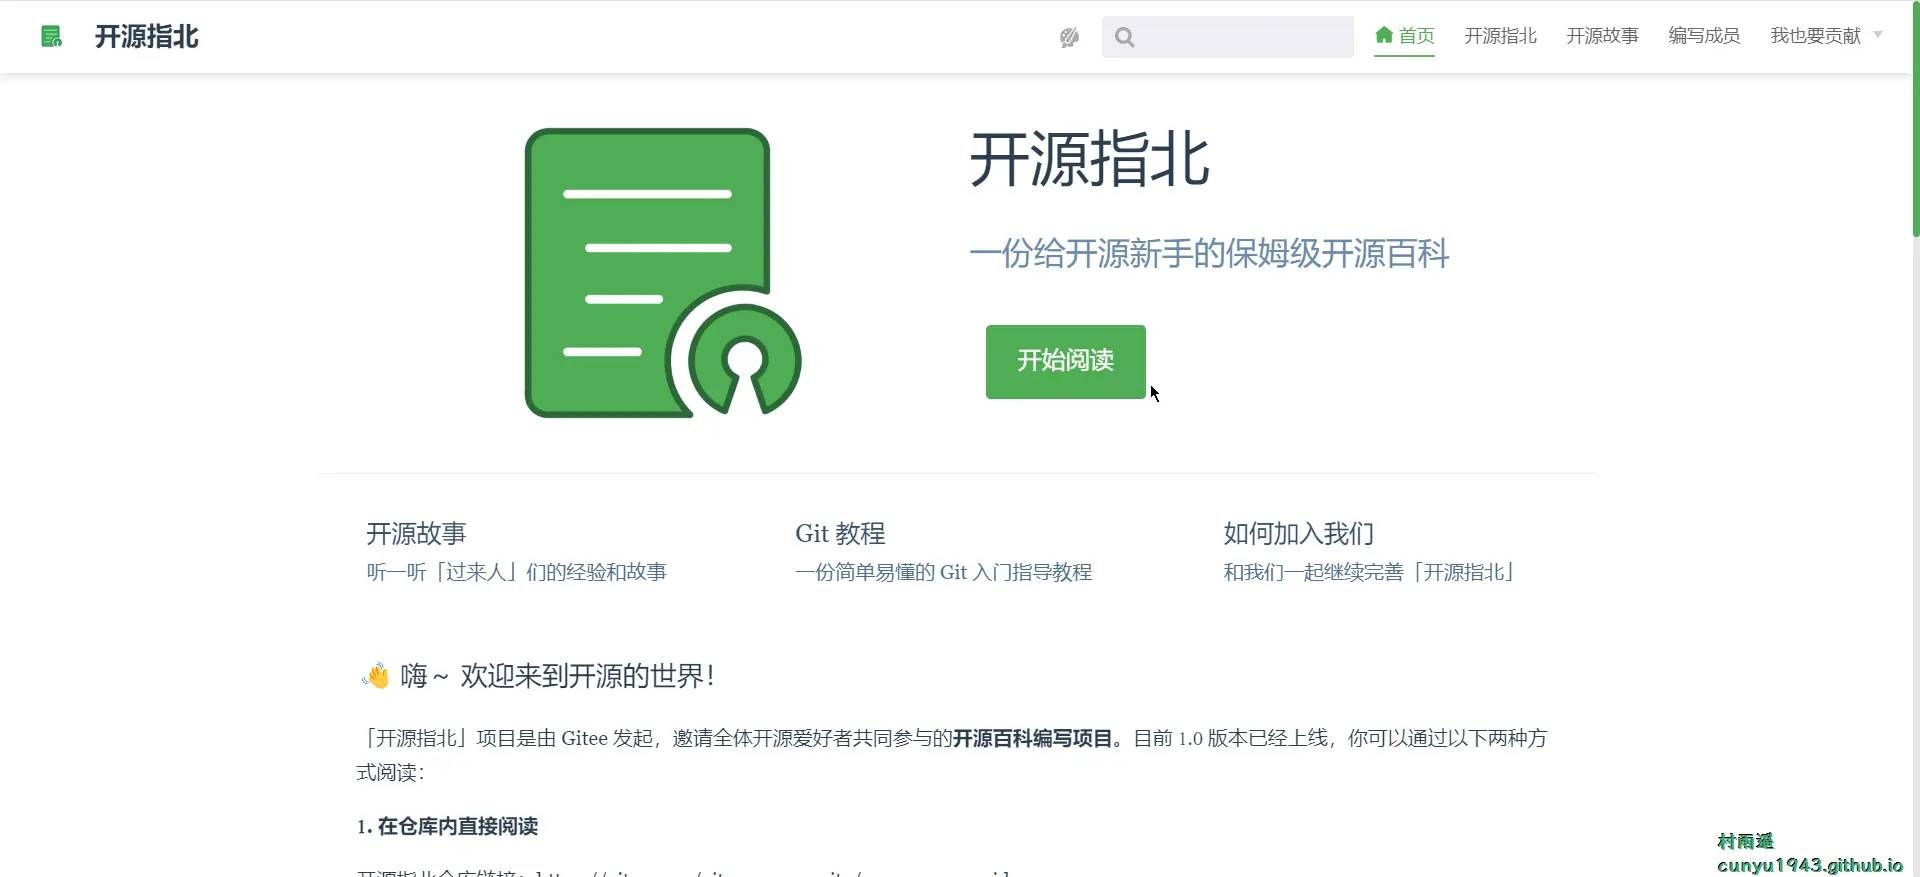 开源指北
首页 开源指北 开源故事 编写成员 我也要贡献
开源指北
一份给开源新手的保姆级开源百科
开始阅读
开源故事
听一听「过来人」们的经验和故事
Git 教程
一份简单易懂的 Git 入门指导教程
如何加入我们
和我们一起继续完善「开源指北」
👋 嗨~ 欢迎来到开源的世界！
「开源指北」项目是由 Gitee 发起，邀请全体开源爱好者共同参与的开源百科编写项目。目前 1.0 版本已经上线，你可以通过以下两种方
式阅读：
1. 在仓库内直接阅读
村雨遥
cunyu1943.github.io